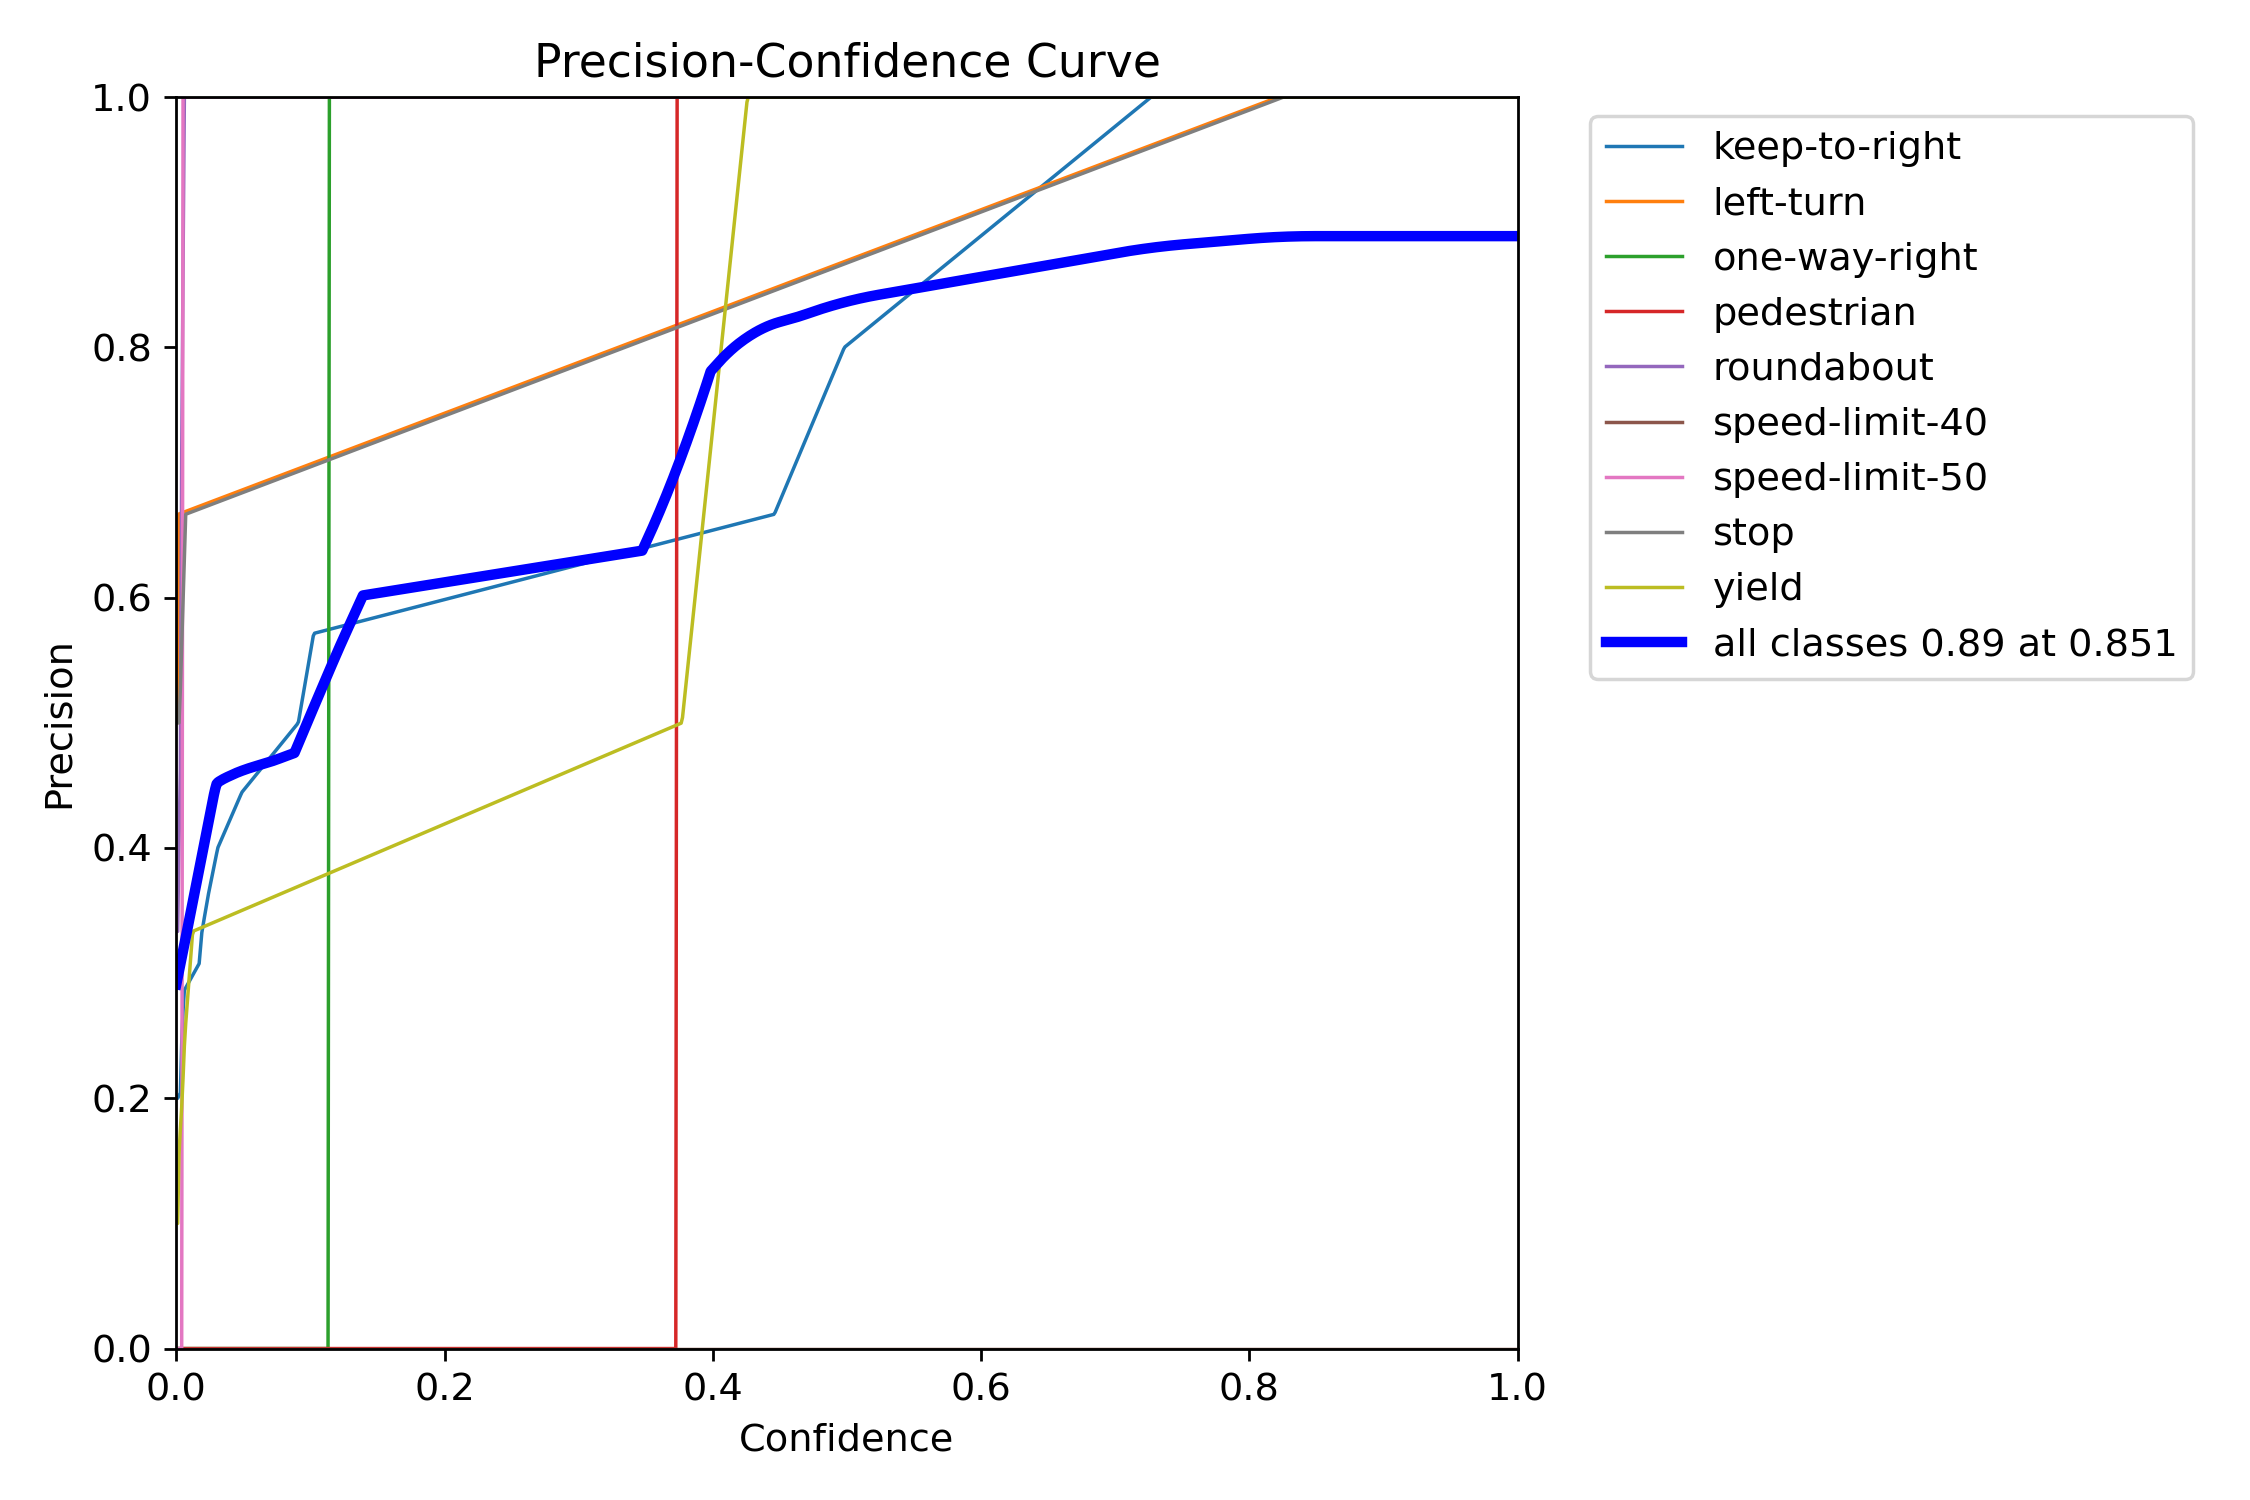 Precision-Confidence Curve
1.0
0.8
0.6
0.4
0.2
0.0
Precision
0.0 0.2 0.4 0.6 0.8 1.0
Confidence
keep-to-right
left-turn
one-way-right
pedestrian
roundabout
speed-limit-40
speed-limit-50
stop
yield
all classes 0.89 at 0.851